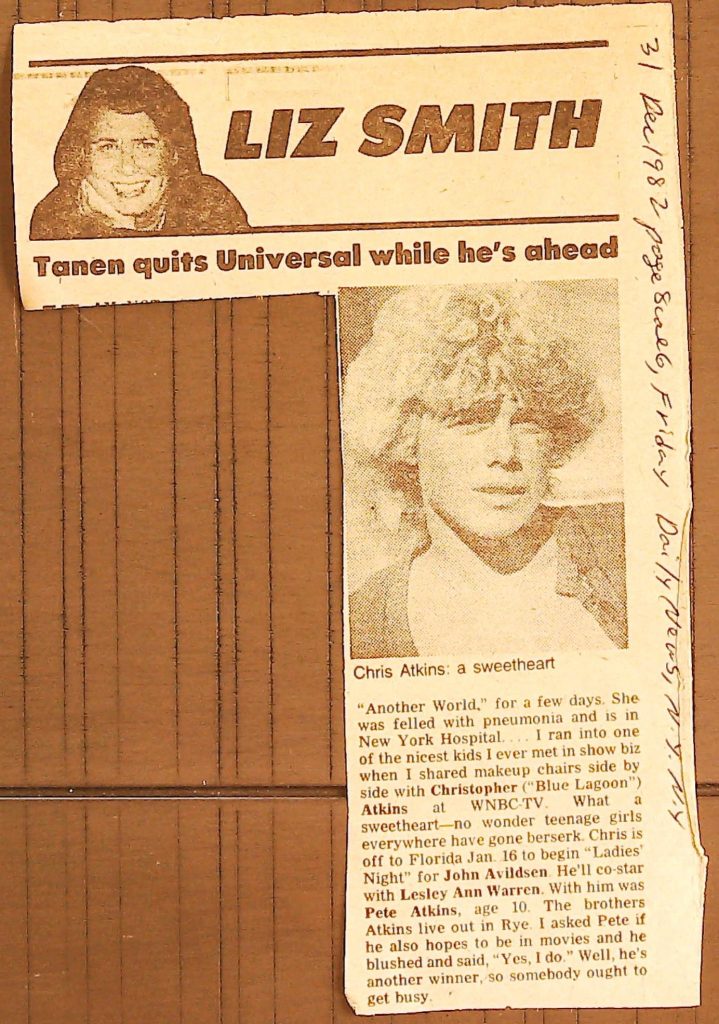 LIZ SMITH
Tanen quits Universal while he's ahead
Chris Atkins: a sweetheart
"Another World," for a few days. She
was felled with pneumonia and is in
New York Hospital. . . . I ran into one
of the nicest kids I ever met in show biz
when I shared makeup chairs side by
side with Christopher ("Blue Lagoon")
Atkins at WNBC-TV. What a
sweetheart—no wonder teenage girls
everywhere have gone berserk. Chris is
off to Florida Jan. 16 to begin "Ladies'
Night" for John Avildsen. He'll co-star
with Lesley Ann Warren. With him was
Pete Atkins, age 10. The brothers
Atkins live out in Rye. I asked Pete if
he also hopes to be in movies and he
blushed and said, "Yes, I do." Well, he's
another winner, so somebody ought to
get busy.
31 Dec 1982 page 8 col 6, Friday Daily News, N.Y. NY